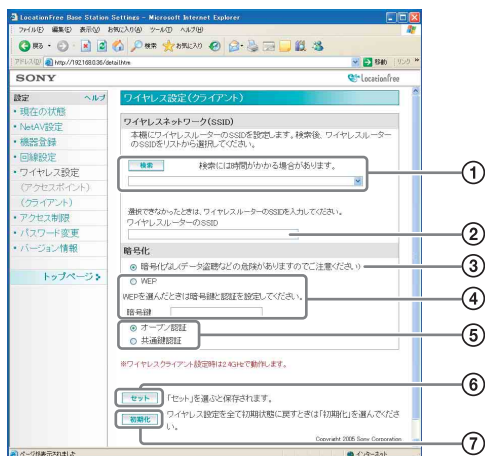 LocationFree Base Station Settings - Microsoft Internet Explorer
ファイル(F) 編集(E) 表示(V) お気に入り(A) ツール(T) ヘルプ(H)
戻る 検索 お気に入り
アドレス(D) http://192.168.0.36/detail.htm 移動 リンク
SONY
LocationFree
設定 ヘルプ
・現在の状態
・NetAV設定
・機器登録
・回線設定
・ワイヤレス設定
(アクセスポイント)
(クライアント)
・アクセス制限
・パスワード変更
・バージョン情報
トップページ
ワイヤレス設定(クライアント)
ワイヤレスネットワーク(SSID)
本機にワイヤレスルーターのSSIDを設定します。検索後、ワイヤレスルーター
のSSIDをリストから選択してください。
検索 検索には時間がかかる場合があります。
選択できなかったときは、ワイヤレスルーターのSSIDを入力してください。
ワイヤレスルーターのSSID
暗号化
暗号化なし(データ盗聴などの危険がありますのでご注意ください)
WEP
WEPを選んだときは暗号鍵と認証を設定してください。
暗号鍵
オープン認証
共通鍵認証
※ワイヤレスクライアント設定時は2.4GHzで動作します。
セット 「セット」を選ぶと保存されます。
初期化 ワイヤレス設定を全て初期状態に戻すときは「初期化」を選んでくださ
い。
Copyright 2005 Sony Corporation
ページが表示されました インターネット
①
②
③
④
⑤
⑥
⑦